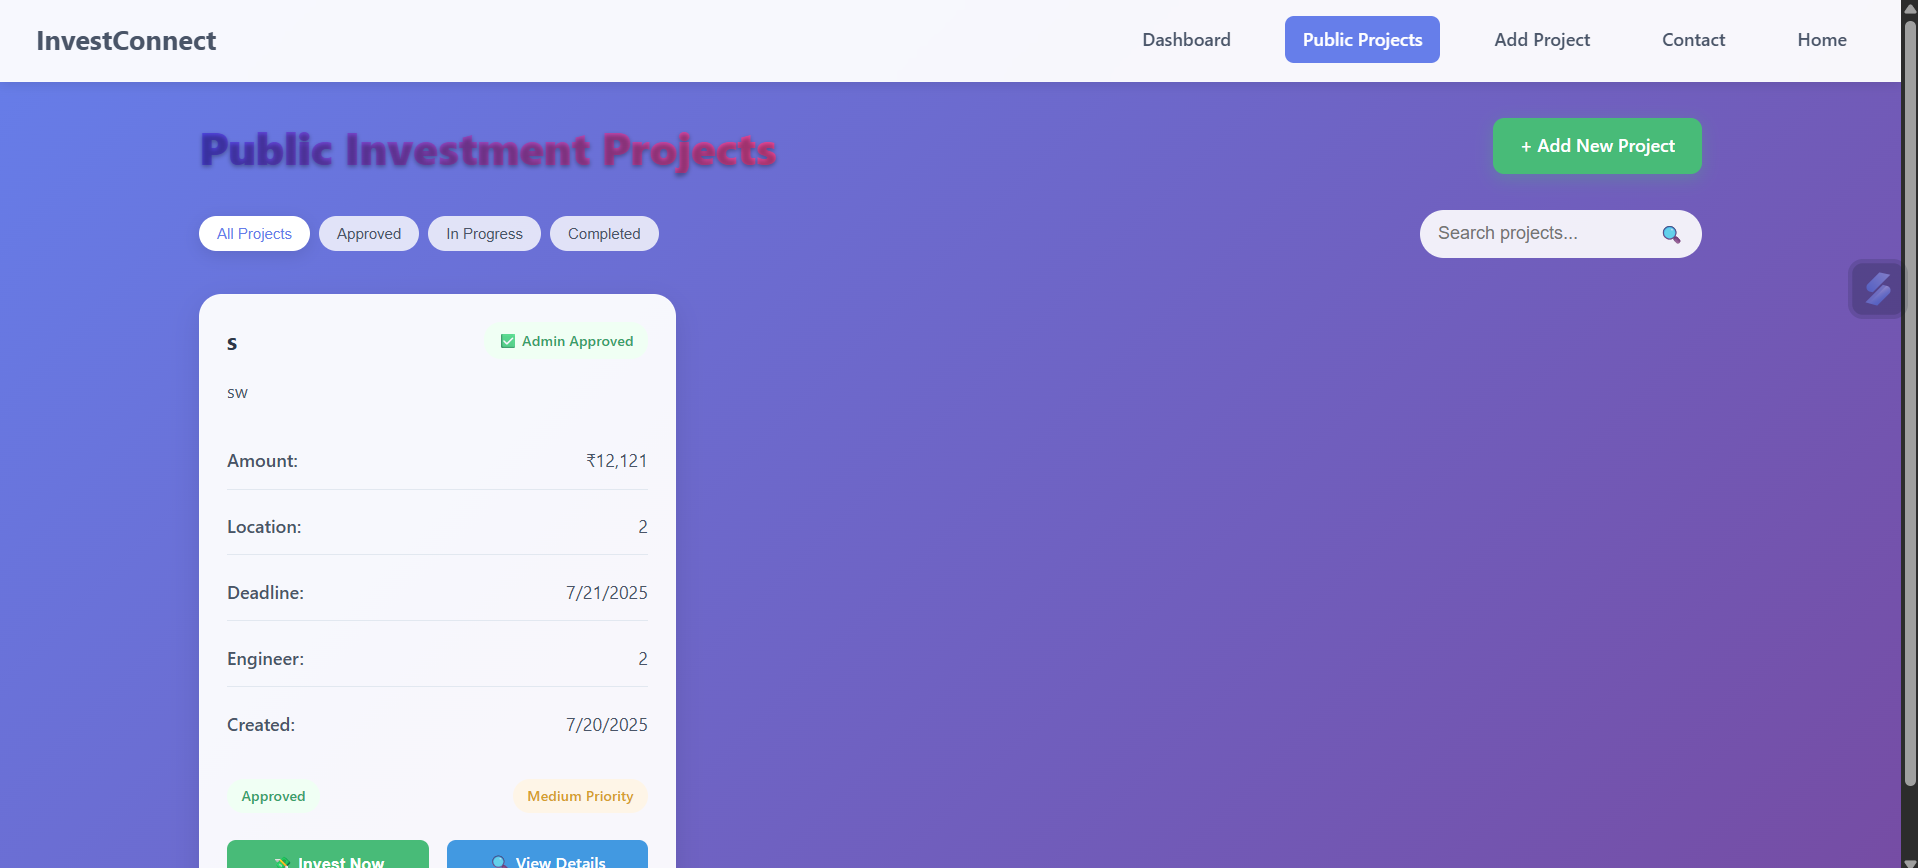 InvestConnect
Dashboard
Public Projects
Add Project
Contact
Home
Public Investment Projects
+ Add New Project
All Projects
Approved
In Progress
Completed
Search projects...
s
✅ Admin Approved
sw
Amount: ₹12,121
Location: 2
Deadline: 7/21/2025
Engineer: 2
Created: 7/20/2025
Approved
Medium Priority
Invest Now
View Details